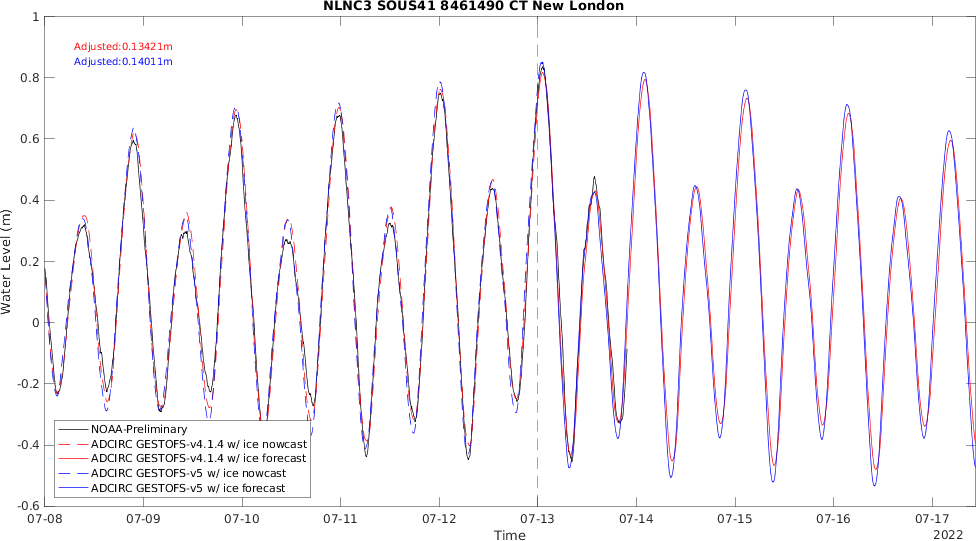 NLNC3 SOUS41 8461490 CT New London
Adjusted:0.13421m
Adjusted:0.14011m
1
0.8
0.6
0.4
0.2
0
-0.2
-0.4
-0.6
Water Level (m)
NOAA-Preliminary
ADCIRC GESTOFS-v4.1.4 w/ ice nowcast
ADCIRC GESTOFS-v4.1.4 w/ ice forecast
ADCIRC GESTOFS-v5 w/ ice nowcast
ADCIRC GESTOFS-v5 w/ ice forecast
07-08 07-09 07-10 07-11 07-12 07-13 07-14 07-15 07-16 07-17
Time
2022